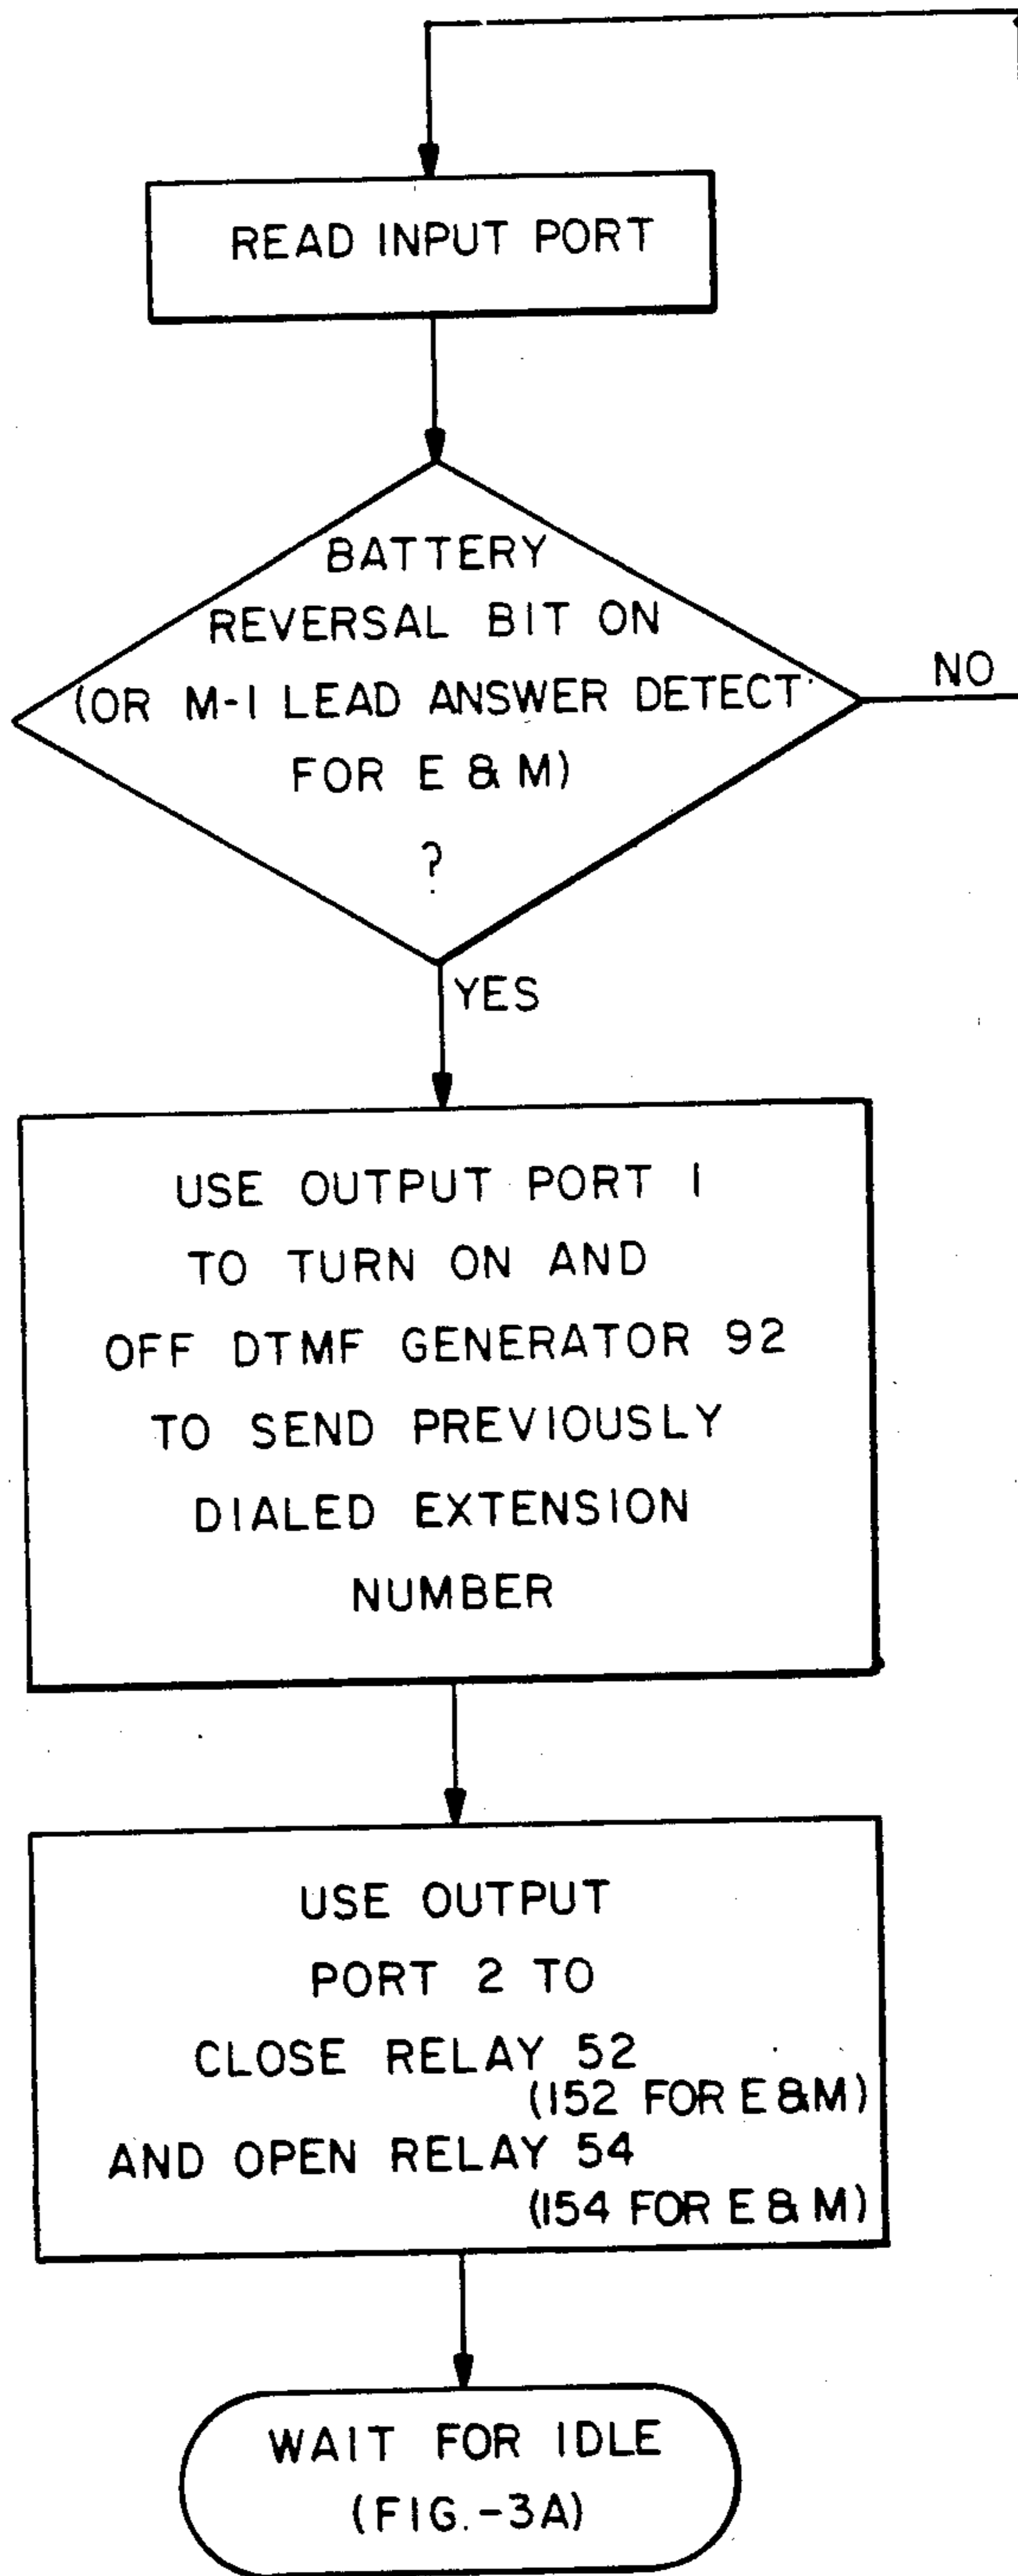 READ INPUT PORT
BATTERY
REVERSAL BIT ON
(OR M-1 LEAD ANSWER DETECT
FOR E & M)
?
NO
YES
USE OUTPUT PORT 1
TO TURN ON AND
OFF DTMF GENERATOR 92
TO SEND PREVIOUSLY
DIALED EXTENSION
NUMBER
USE OUTPUT
PORT 2 TO
CLOSE RELAY 52
(152 FOR E & M)
AND OPEN RELAY 54
(154 FOR E & M)
WAIT FOR IDLE
(FIG.-3A)